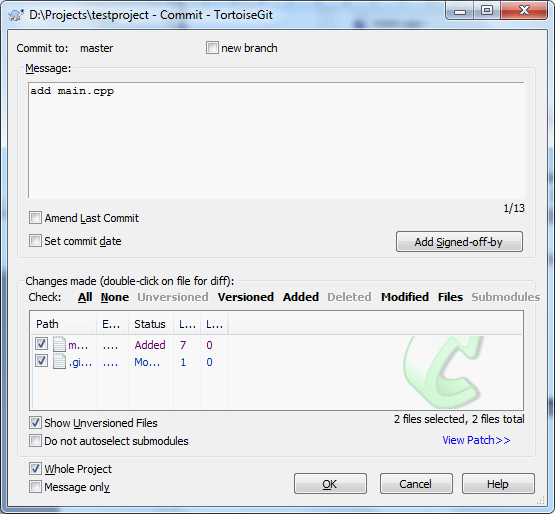 D:\Projects\testproject - Commit - TortoiseGit
Commit to: master new branch
Message:
add main.cpp
1/13
Amend Last Commit
Set commit date
Add Signed-off-by
Changes made (double-click on file for diff):
Check: All None Unversioned Versioned Added Deleted Modified Files Submodules
Path E... Status L... L...
m... .... Added 7 0
.gi... .... Mo... 1 0
Show Unversioned Files
2 files selected, 2 files total
Do not autoselect submodules
View Patch>>
Whole Project
Message only
OK Cancel Help